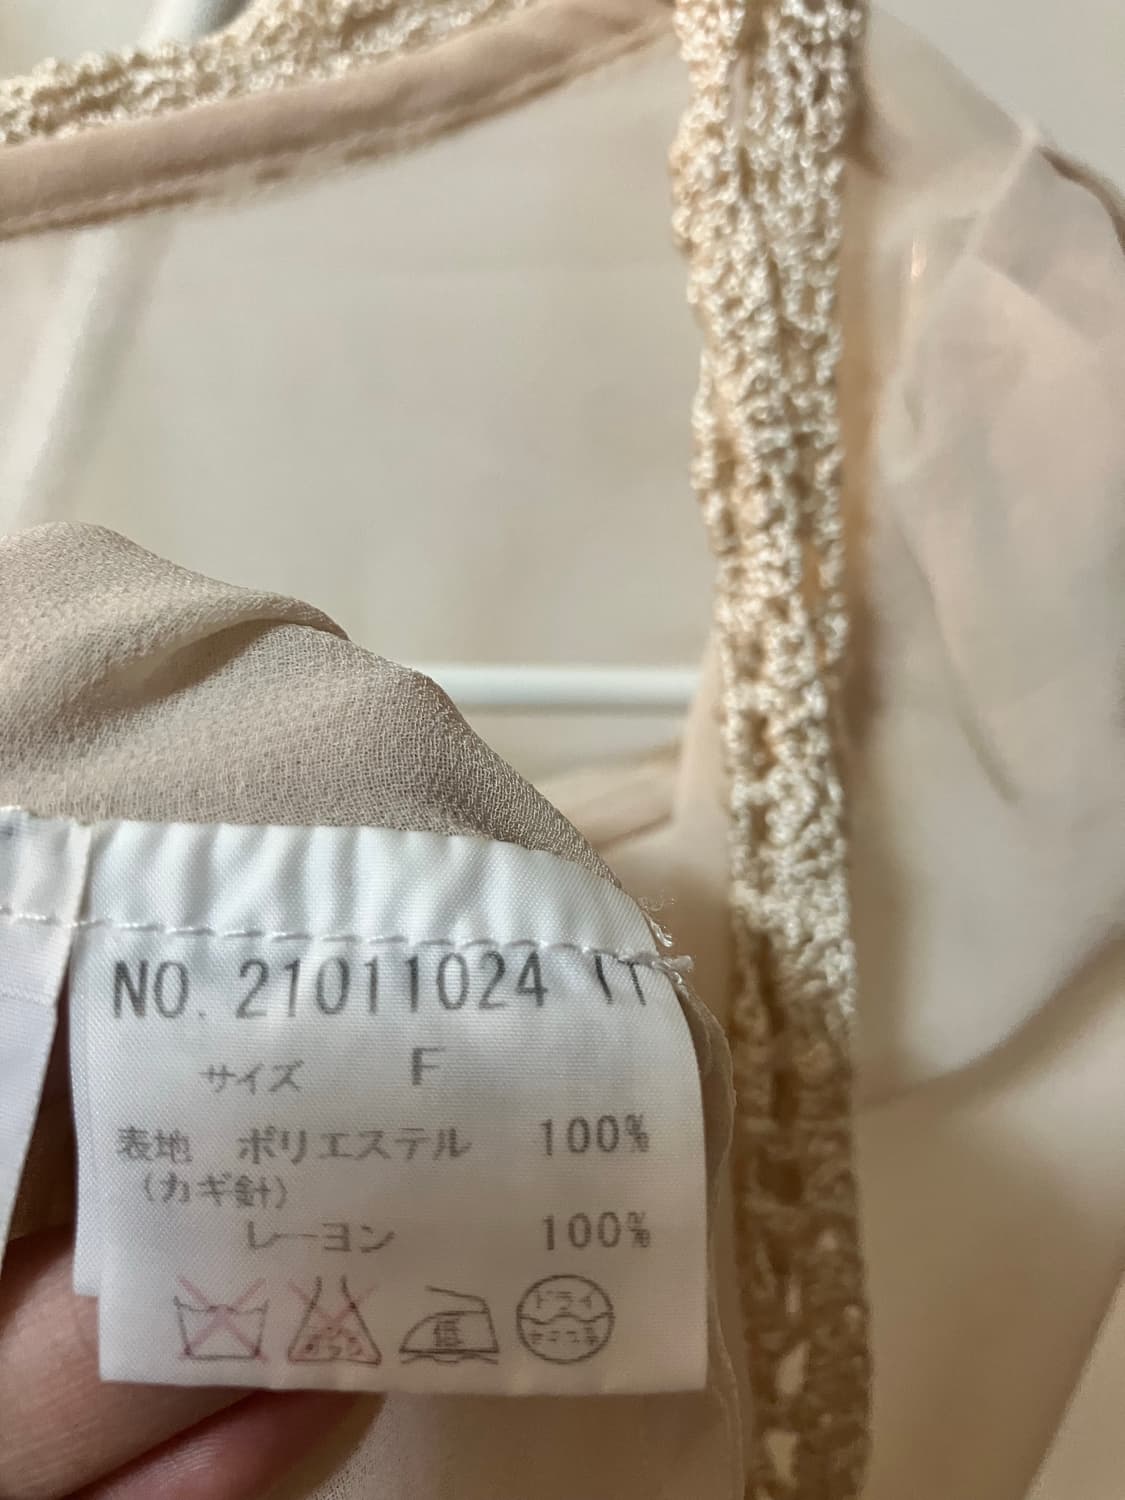 NO. 21011024 11
サイズ F
表地 ポリエステル 100%
(カギ針)
レーヨン 100%
低 ドライ